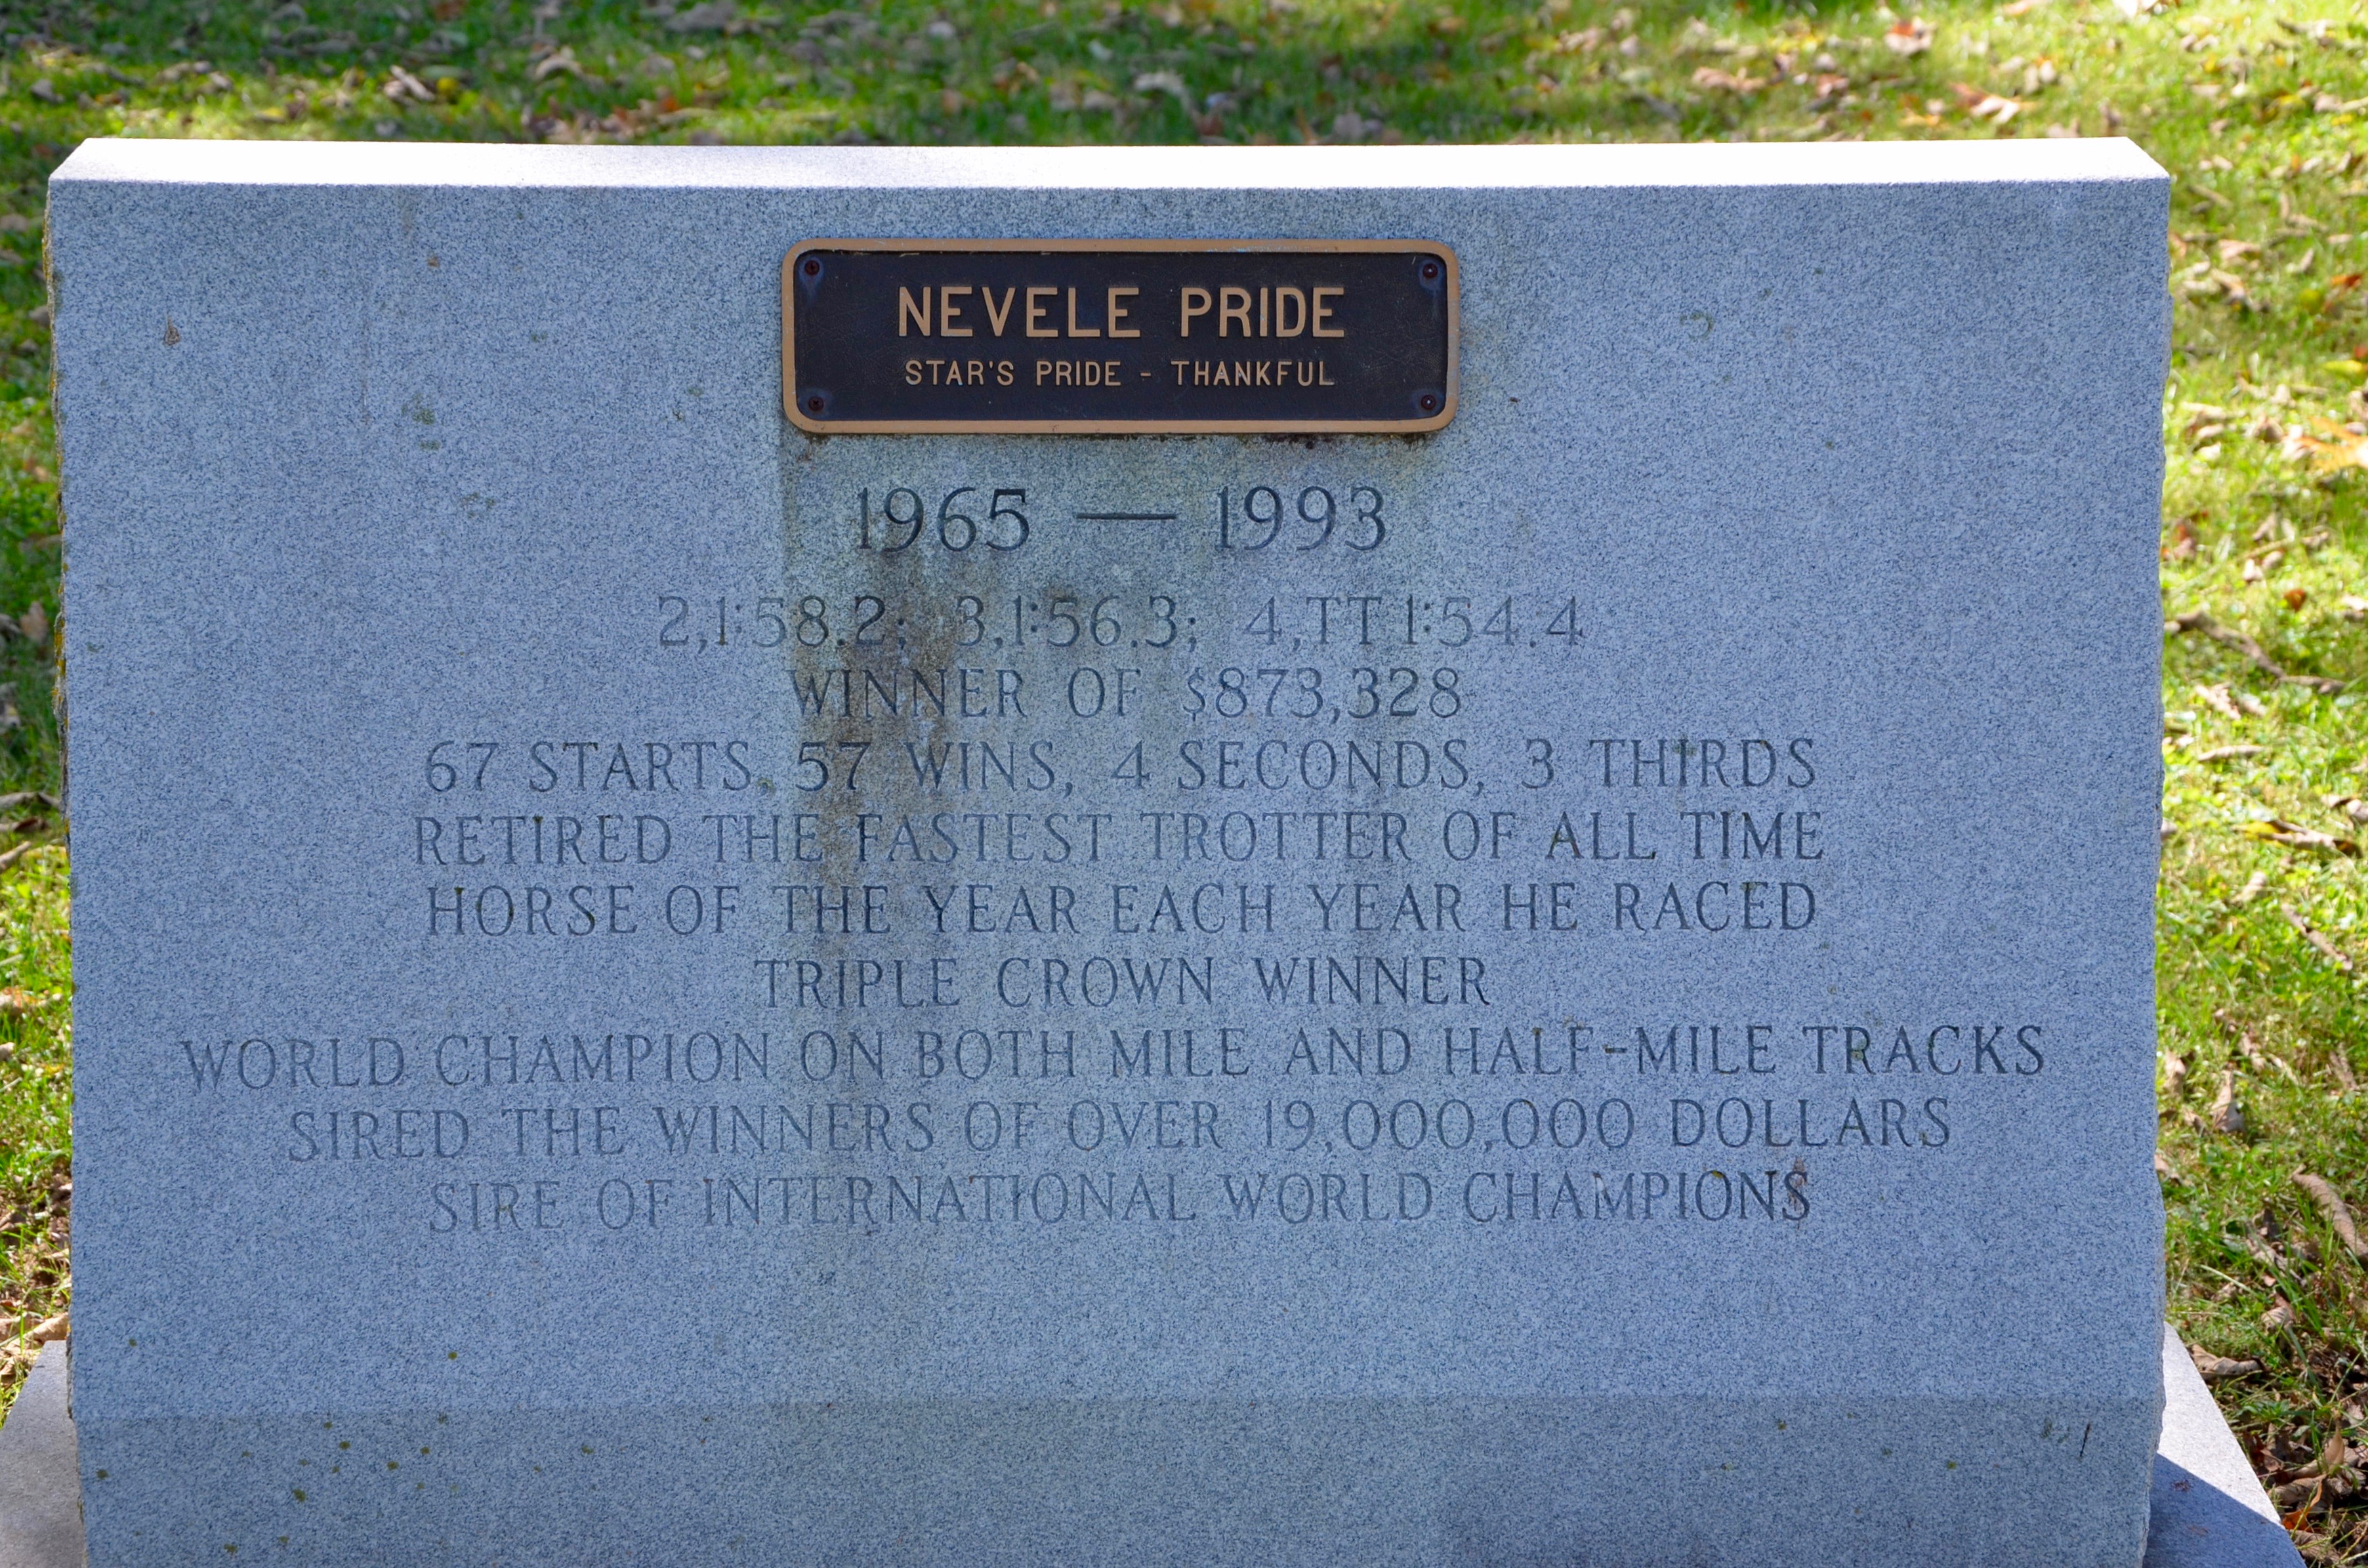 NEVELE PRIDE
STAR'S PRIDE - THANKFUL
1965 — 1993
2,1:58.2; 3,1:56.3; 4,TT1:54.4
WINNER OF $873,328
67 STARTS, 57 WINS, 4 SECONDS, 3 THIRDS
RETIRED THE FASTEST TROTTER OF ALL TIME
HORSE OF THE YEAR EACH YEAR HE RACED
TRIPLE CROWN WINNER
WORLD CHAMPION ON BOTH MILE AND HALF-MILE TRACKS
SIRED THE WINNERS OF OVER 19,000,000 DOLLARS
SIRE OF INTERNATIONAL WORLD CHAMPIONS